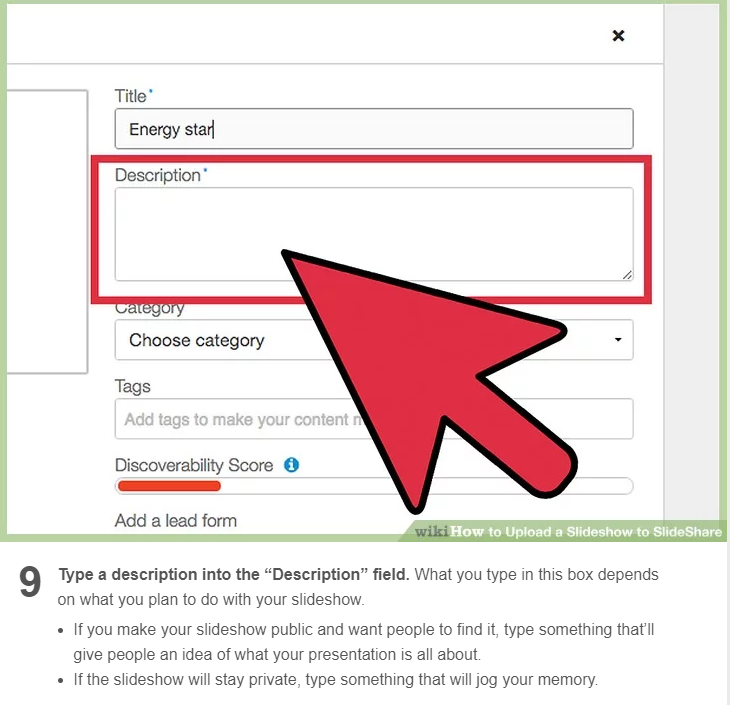 Title*
Energy star
Description*
Category
Choose category
Tags
Add tags to make your content m
Discoverability Score
Add a lead form
wikiHow to Upload a Slideshow to SlideShare
9
Type a description into the “Description” field. What you type in this box depends
on what you plan to do with your slideshow.
• If you make your slideshow public and want people to find it, type something that’ll
give people an idea of what your presentation is all about.
• If the slideshow will stay private, type something that will jog your memory.